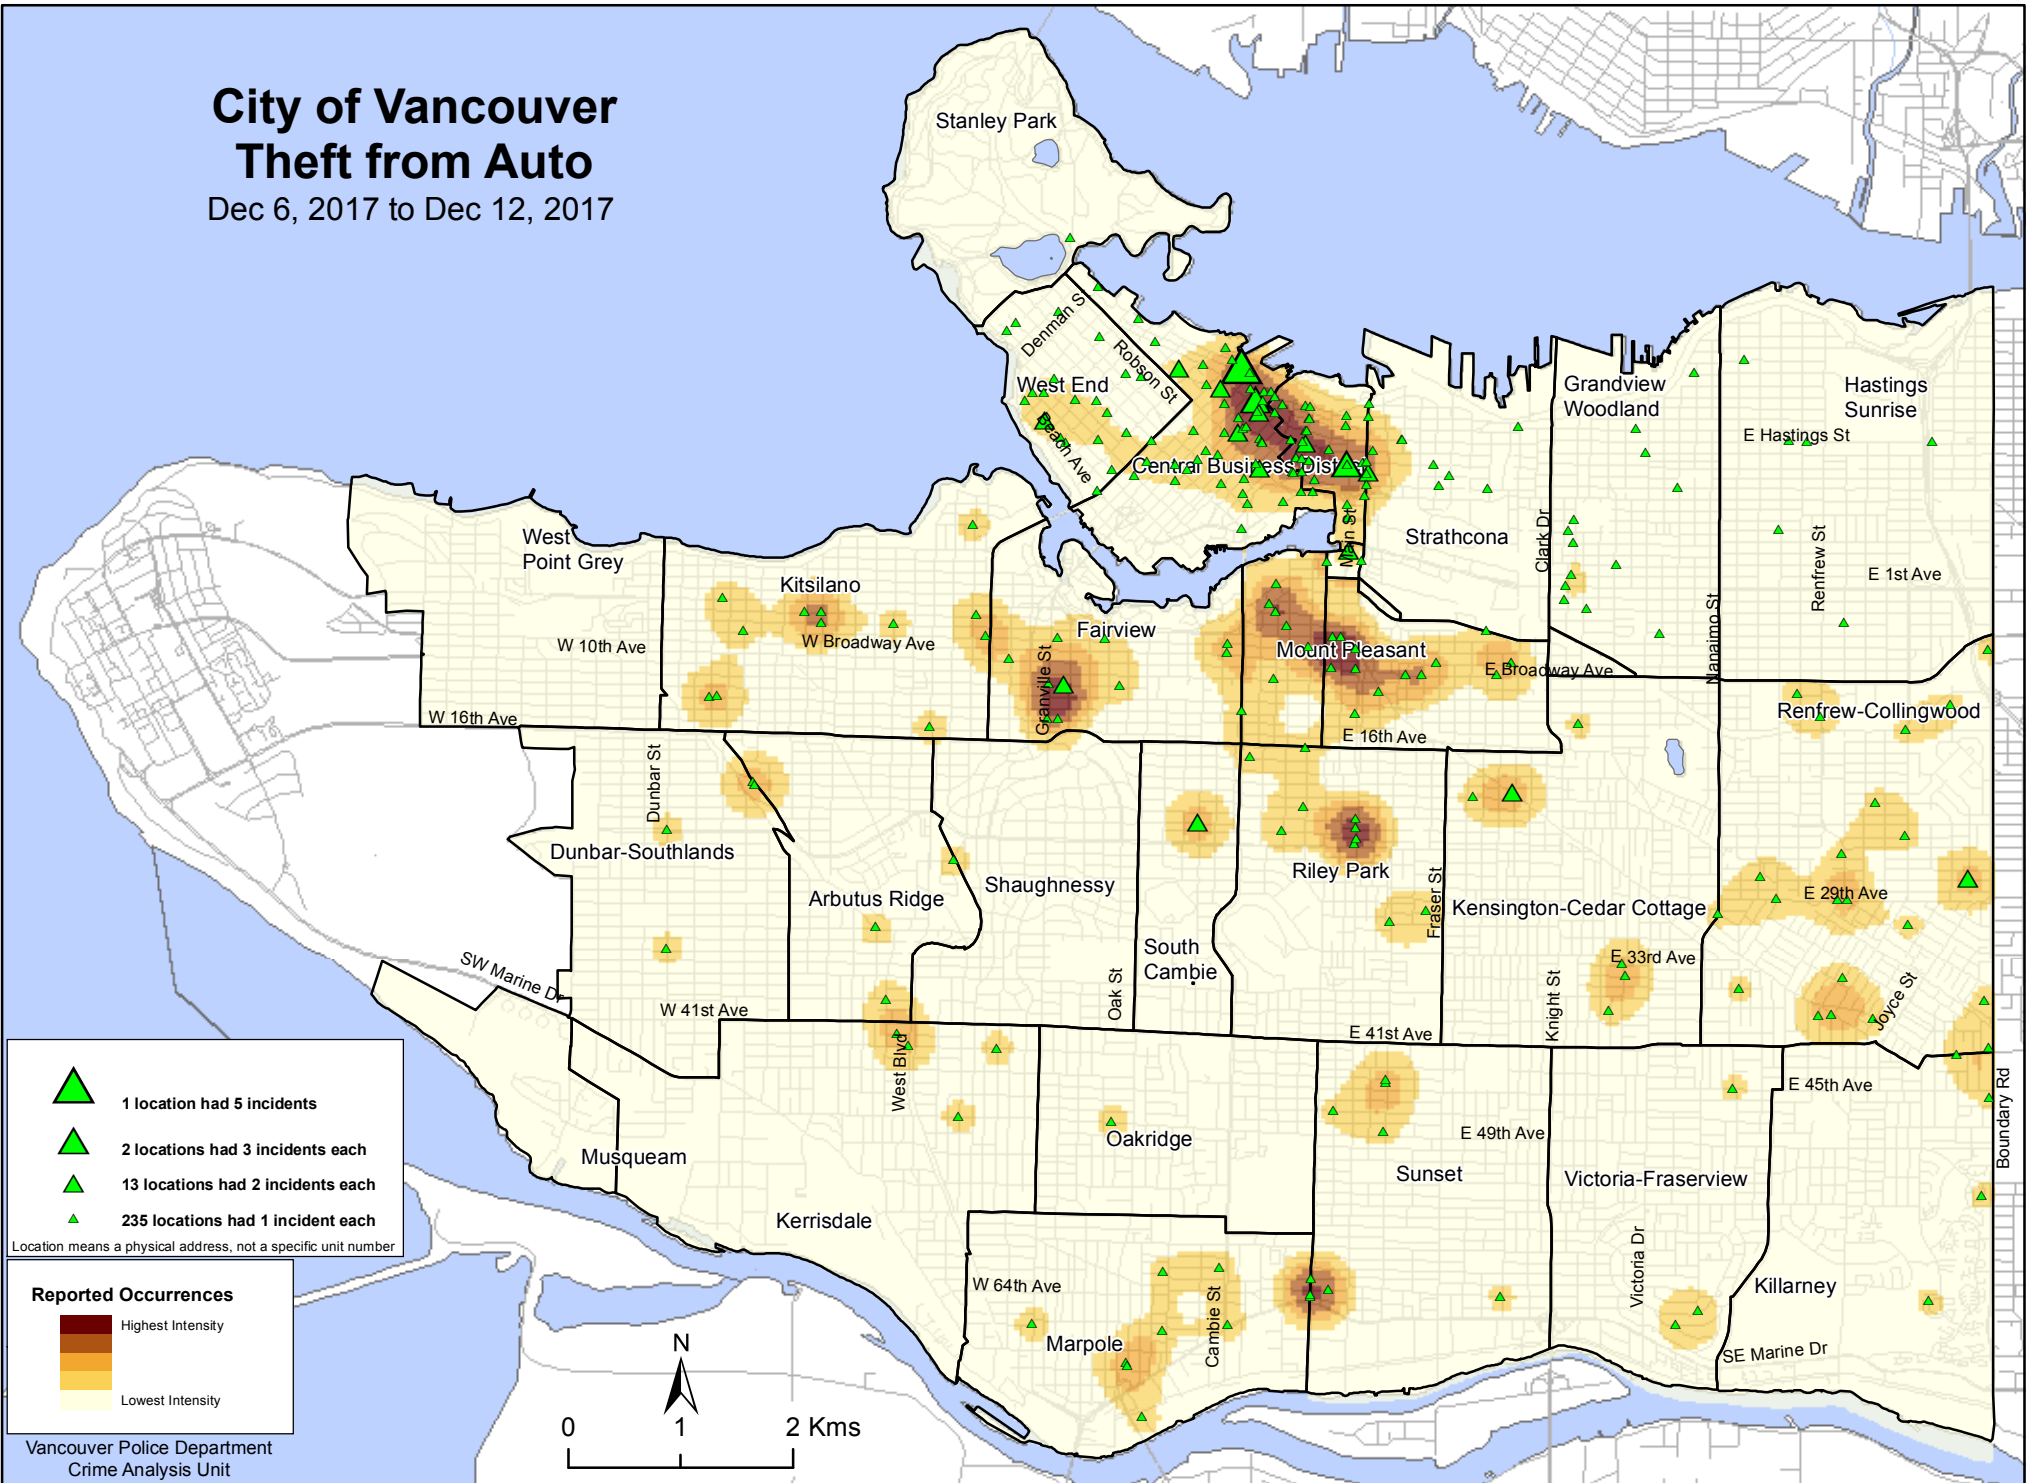 City of Vancouver
Theft from Auto
Dec 6, 2017 to Dec 12, 2017
Stanley Park
Denman S
Robson St
West End
Beach Ave
Central Business Dist
Grandview
Woodland
Hastings
Sunrise
E Hastings St
West
Point Grey
Kitsilano
Strathcona
Main St
Clark Dr
Nanaimo St
Renfrew St
E 1st Ave
W 10th Ave
W Broadway Ave
Fairview
Granville St
Mount Pleasant
E Broadway Ave
W 16th Ave
E 16th Ave
Renfrew-Collingwood
Dunbar St
Dunbar-Southlands
Arbutus Ridge
Shaughnessy
Riley Park
Fraser St
Kensington-Cedar Cottage
E 29th Ave
South
Cambie
Oak St
SW Marine Dr
W 41st Ave
E 33rd Ave
Knight St
Joyce St
E 41st Ave
West Blvd
E 45th Ave
Boundary Rd
Musqueam
Oakridge
E 49th Ave
Sunset
Victoria-Fraserview
Kerrisdale
Victoria Dr
Killarney
W 64th Ave
Cambie St
Marpole
SE Marine Dr
1 location had 5 incidents
2 locations had 3 incidents each
13 locations had 2 incidents each
235 locations had 1 incident each
Location means a physical address, not a specific unit number
Reported Occurrences
Highest Intensity
Lowest Intensity
Vancouver Police Department
Crime Analysis Unit
N
0 1 2 Kms